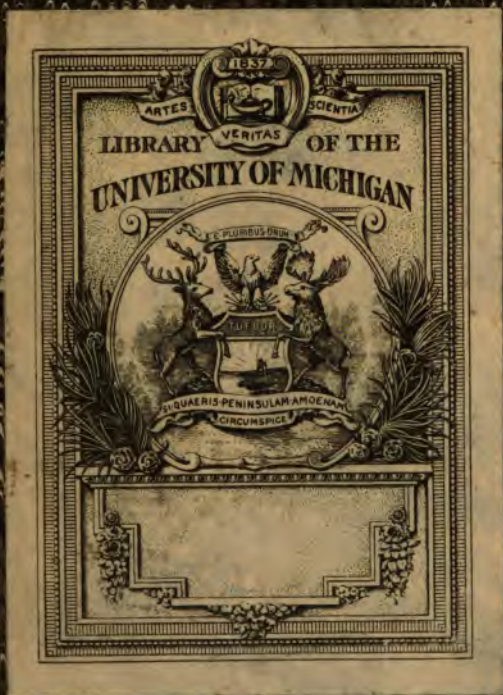 1837
ARTES SCIENTIA
VERITAS
LIBRARY OF THE
UNIVERSITY OF MICHIGAN
E·PLURIBUS·UNUM
TUEBOR
SI·QUAERIS·PENINSULAM·AMOENAM
CIRCUMSPICE